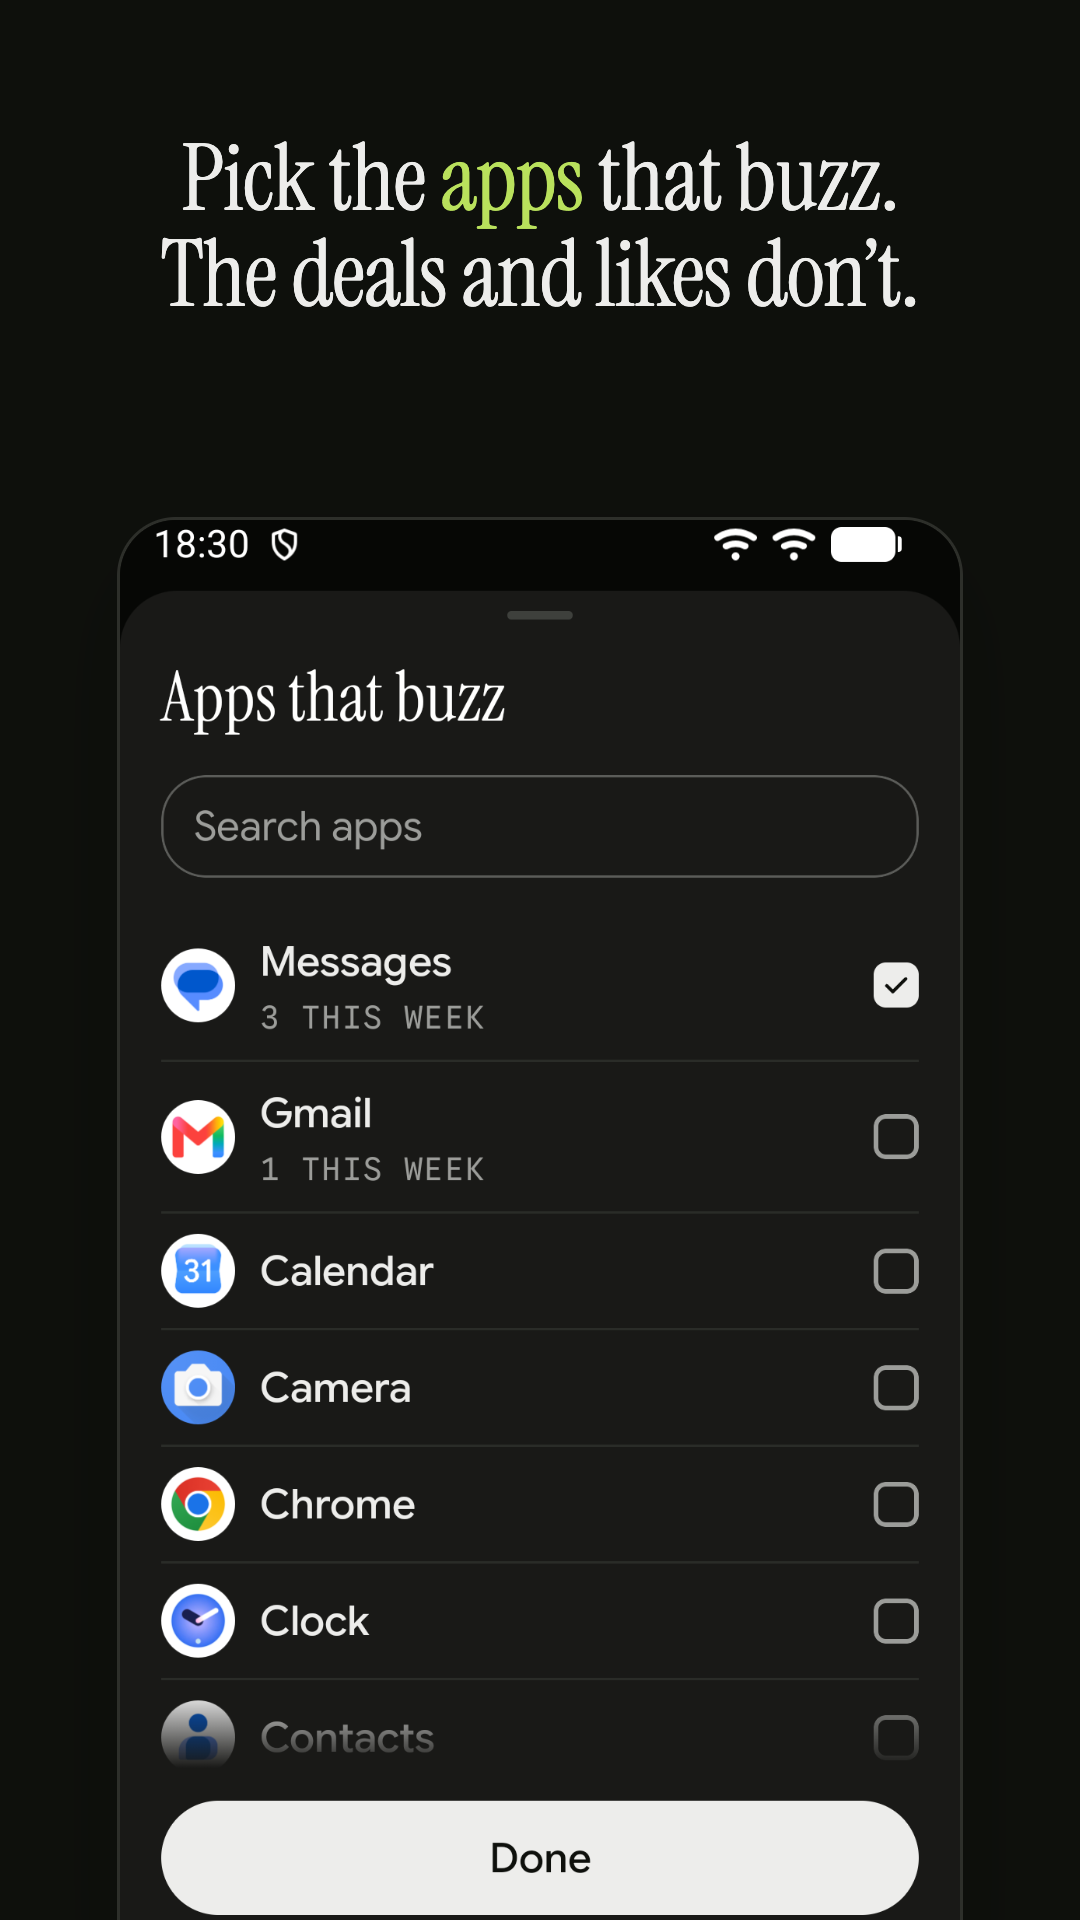 Pick the apps that buzz.
The deals and likes don’t.
18:30
Apps that buzz
Search apps
Messages
3 THIS WEEK
Gmail
1 THIS WEEK
31
Calendar
Camera
Chrome
Clock
Contacts
Done